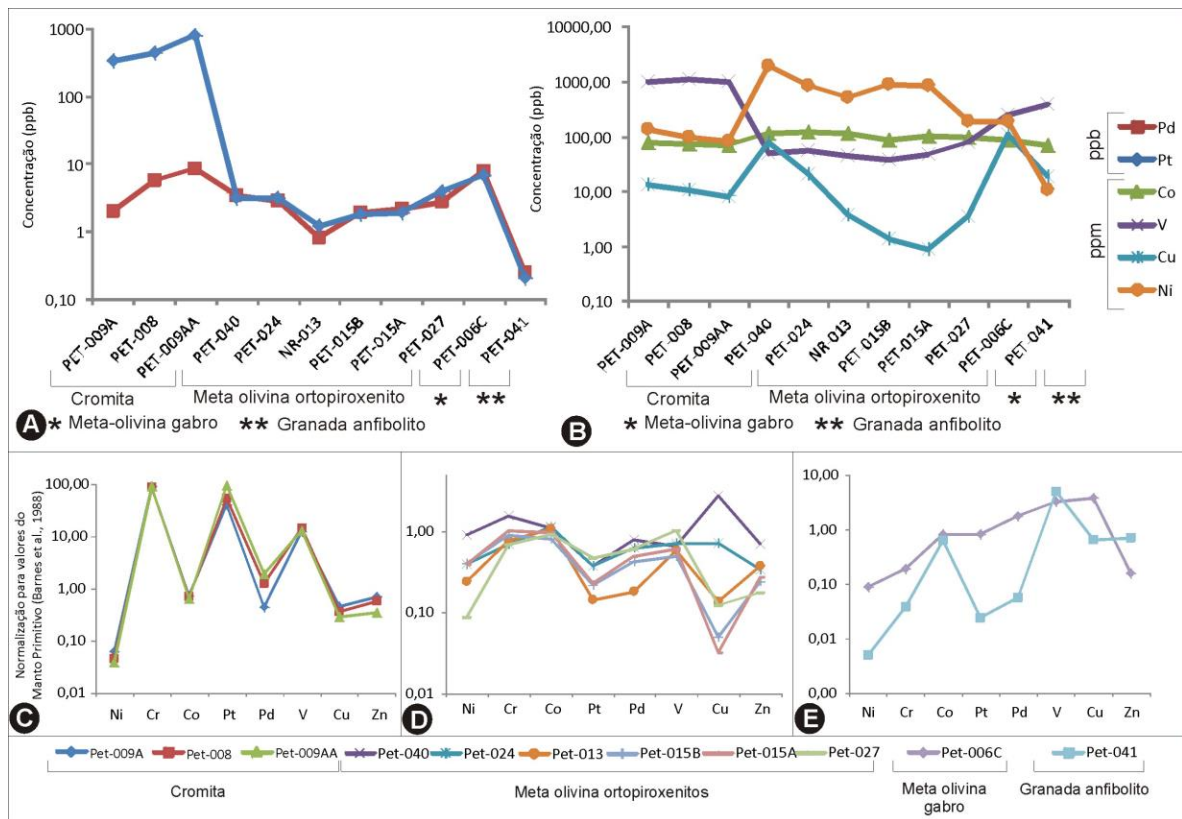 1000
100
10
1
0,10
Concentração (ppb)
PET-009A
PET-008
PET-009AA
PET-040
PET-024
NR-013
PET-015B
PET-015A
PET-027
PET-006C
PET-041
Cromita
Meta olivina ortopiroxenito
*
**
A
* Meta-olivina gabro
** Granada anfibolito
10000,00
1000,00
100,00
10,00
1,00
0,10
Concentração (ppb)
PET-009A
PET-008
PET-009AA
PET-040
PET-024
NR-013
PET-015B
PET-015A
PET-027
PET-006C
PET-041
Cromita
Meta olivina ortopiroxenito
*
**
B
* Meta-olivina gabro
** Granada anfibolito
ppb
Pd
Pt
ppm
Co
V
Cu
Ni
Normalização para valores do
Manto Primitivo (Barnes et al., 1988)
100,00
10,00
1,00
0,10
0,01
C
Ni Cr Co Pt Pd V Cu Zn
1,00
0,10
0,01
D
Ni Cr Co Pt Pd V Cu Zn
10,00
1,00
0,10
0,01
0,00
E
Ni Cr Co Pt Pd V Cu Zn
Pet-009A Pet-008 Pet-009AA Pet-040 Pet-024 Pet-013 Pet-015B Pet-015A Pet-027 Pet-006C Pet-041
Cromita
Meta olivina ortopiroxenitos
Meta olivina
gabro
Granada anfibolito